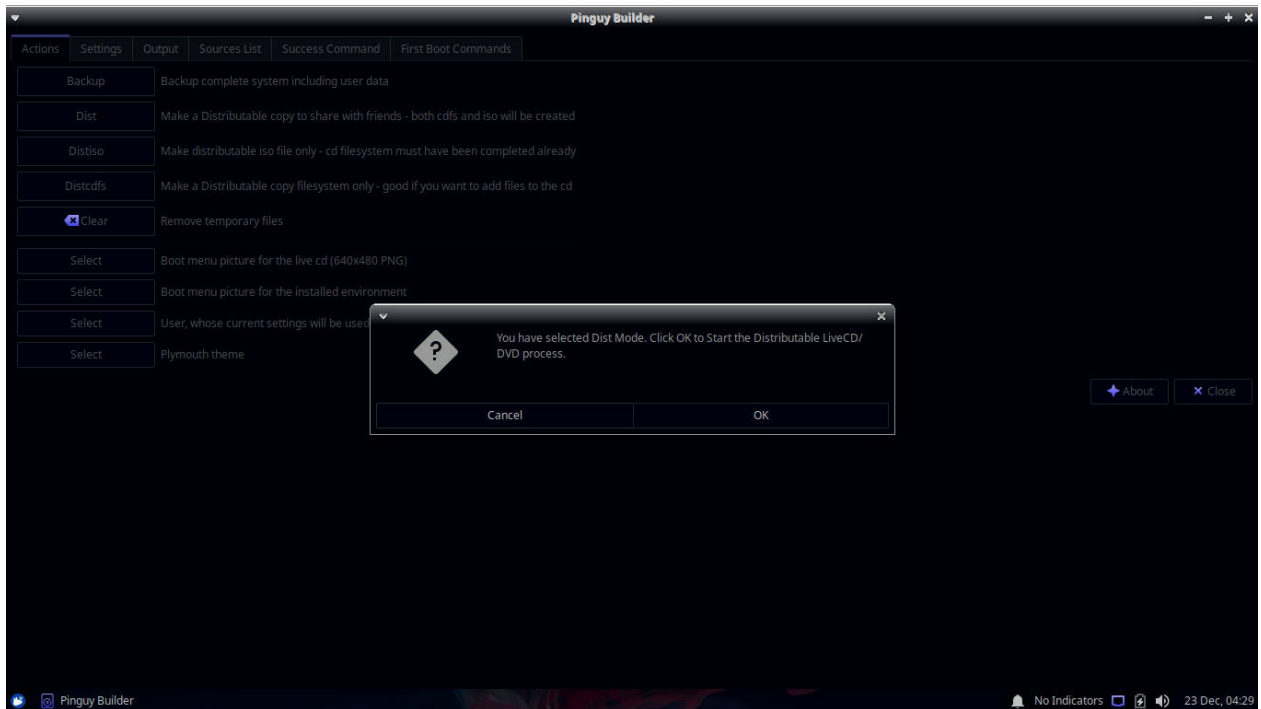 Pinguy Builder
Actions Settings Output Sources List Success Command First Boot Commands
Backup Backup complete system including user data
Dist Make a Distributable copy to share with friends - both cdfs and iso will be created
Distiso Make distributable iso file only - cd filesystem must have been completed already
Distcdfs Make a Distributable copy filesystem only - good if you want to add files to the cd
Clear Remove temporary files
Select Boot menu picture for the live cd (640x480 PNG)
Select Boot menu picture for the installed environment
Select User, whose current settings will be used
Select Plymouth theme
You have selected Dist Mode. Click OK to Start the Distributable LiveCD/
DVD process.
Cancel OK
About Close
Pinguy Builder No Indicators 23 Dec, 04:29